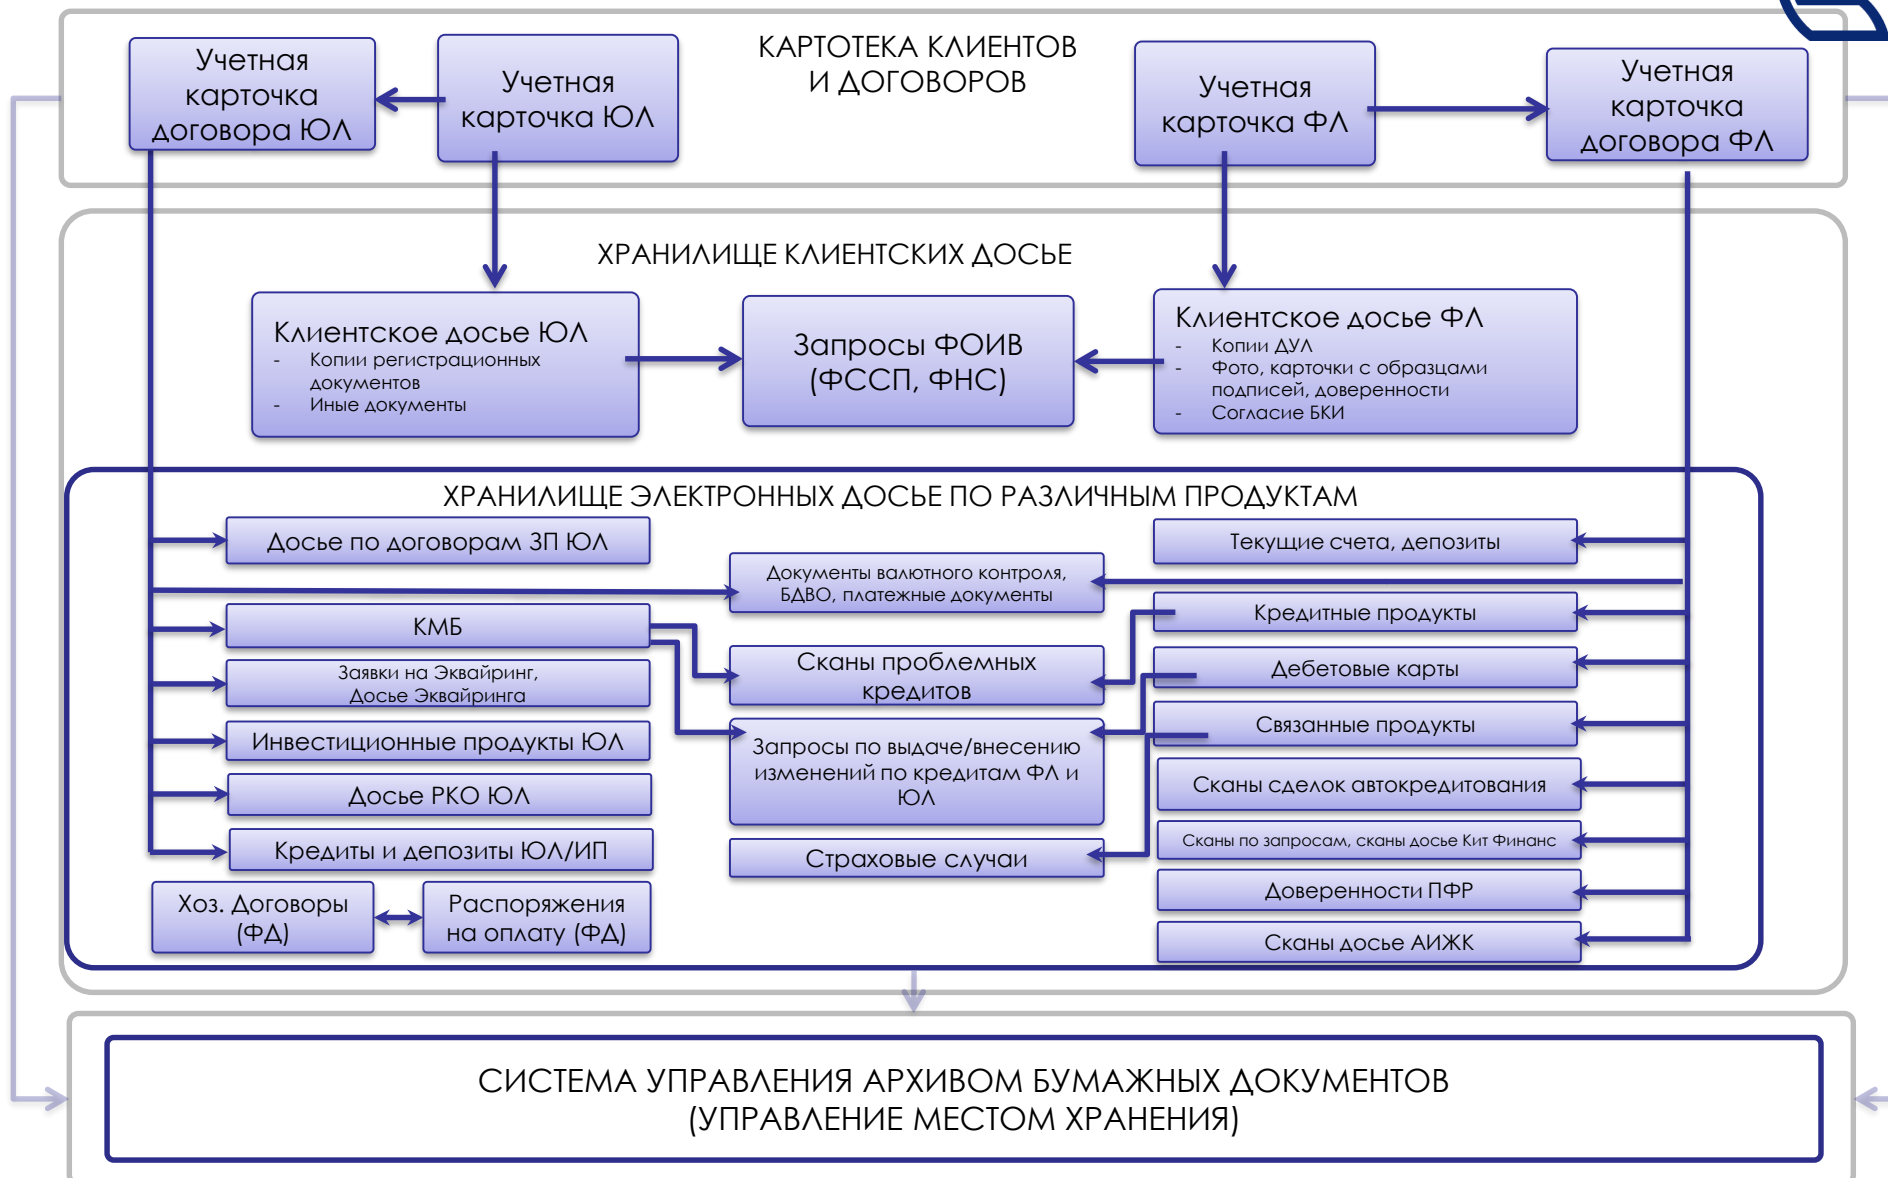 КАРТОТЕКА КЛИЕНТОВ
И ДОГОВОРОВ
Учетная
карточка
договора ЮЛ
Учетная
карточка ЮЛ
Учетная
карточка ФЛ
Учетная
карточка
договора ФЛ
ХРАНИЛИЩЕ КЛИЕНТСКИХ ДОСЬЕ
Клиентское досье ЮЛ
- Копии регистрационных
документов
- Иные документы
Запросы ФОИВ
(ФССП, ФНС)
Клиентское досье ФЛ
- Копии ДУЛ
- Фото, карточки с образцами
подписей, доверенности
- Согласие БКИ
ХРАНИЛИЩЕ ЭЛЕКТРОННЫХ ДОСЬЕ ПО РАЗЛИЧНЫМ ПРОДУКТАМ
Досье по договорам ЗП ЮЛ
КМБ
Заявки на Эквайринг,
Досье Эквайринга
Инвестиционные продукты ЮЛ
Досье РКО ЮЛ
Кредиты и депозиты ЮЛ/ИП
Хоз. Договоры
(ФД)
Распоряжения
на оплату (ФД)
Документы валютного контроля,
БДВО, платежные документы
Сканы проблемных
кредитов
Запросы по выдаче/внесению
изменений по кредитам ФЛ и
ЮЛ
Страховые случаи
Текущие счета, депозиты
Кредитные продукты
Дебетовые карты
Связанные продукты
Сканы сделок автокредитования
Сканы по запросам, сканы досье Кит Финанс
Доверенности ПФР
Сканы досье АИЖК
СИСТЕМА УПРАВЛЕНИЯ АРХИВОМ БУМАЖНЫХ ДОКУМЕНТОВ
(УПРАВЛЕНИЕ МЕСТОМ ХРАНЕНИЯ)